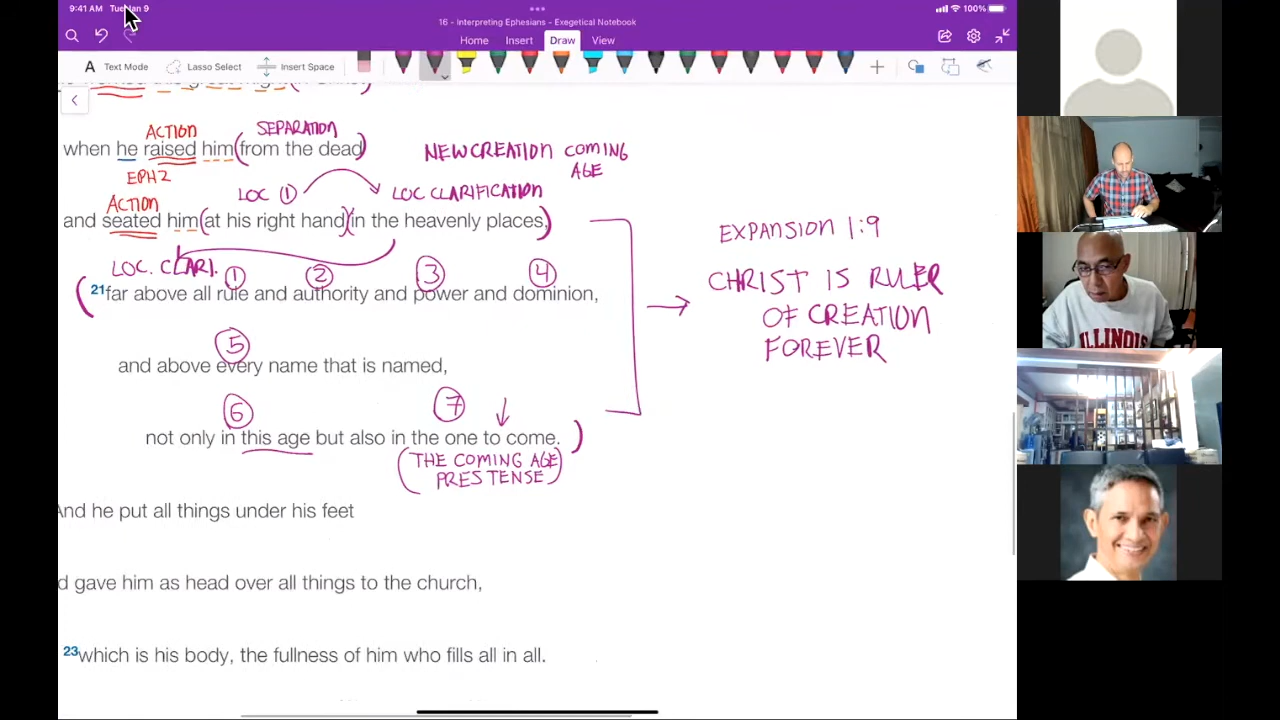 9:41 AM Tue Jan 9
100%
16 - Interpreting Ephesians - Exegetical Notebook
Home Insert Draw View
A Text Mode Lasso Select Insert Space
ACTION SEPARATION
when he raised him (from the dead)
NEW CREATION COMING
AGE
EPH 2
ACTION LOC ① LOC CLARIFICATION
and seated him (at his right hand)(in the heavenly places,)
EXPANSION 1:9
CHRIST IS RULER
OF CREATION
FOREVER
LOC. CLARI. ① ② ③ ④
(21far above all rule and authority and power and dominion,
⑤
and above every name that is named,
⑥ ⑦
not only in this age but also in the one to come. )
(THE COMING AGE
PRES TENSE)
And he put all things under his feet
d gave him as head over all things to the church,
23which is his body, the fullness of him who fills all in all.
ILLINOIS